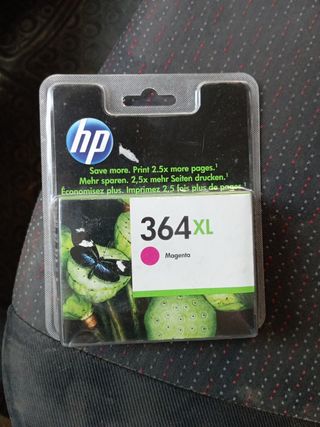 hp
Save more. Print 2.5x more pages.¹
Mehr sparen. 2,5x mehr Seiten drucken.¹
Économisez plus. Imprimez 2,5 fois plus de pages.
364XL
Magenta